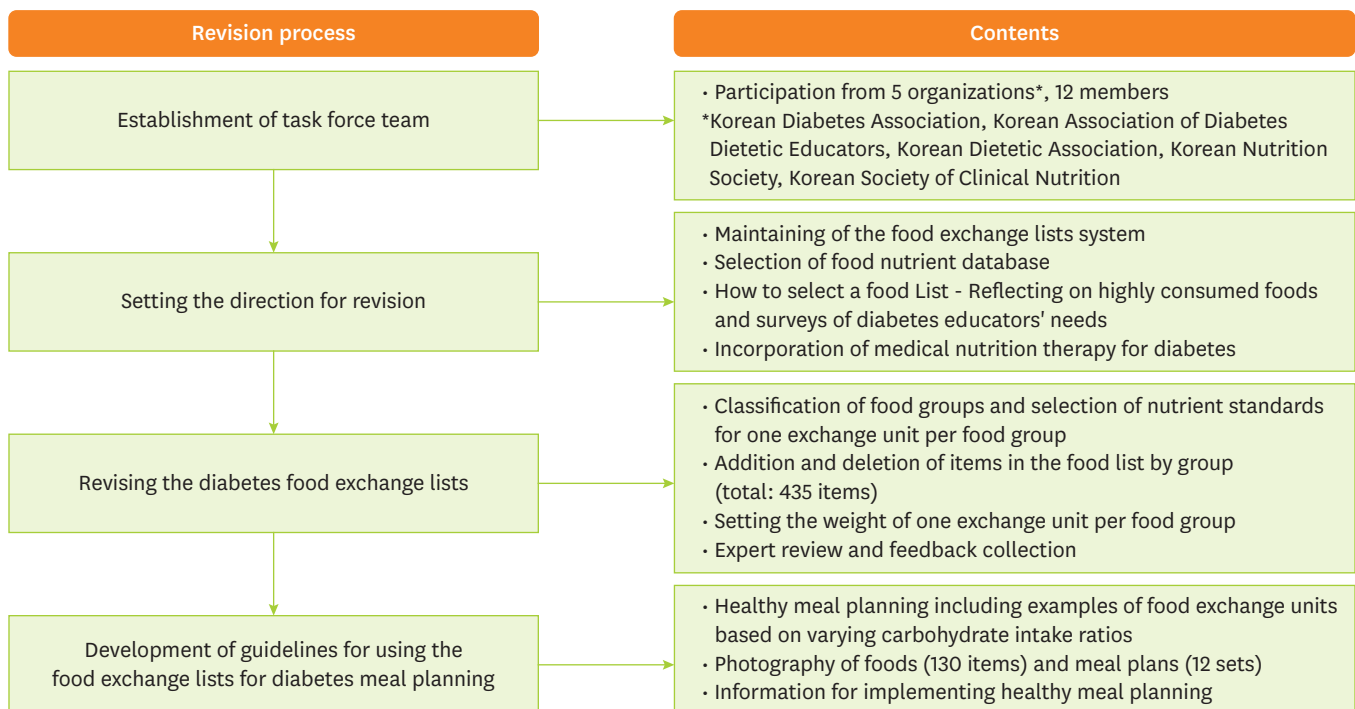 Revision process
Contents
Establishment of task force team
· Participation from 5 organizations*, 12 members
*Korean Diabetes Association, Korean Association of Diabetes
Dietetic Educators, Korean Dietetic Association, Korean Nutrition
Society, Korean Society of Clinical Nutrition
Setting the direction for revision
· Maintaining of the food exchange lists system
· Selection of food nutrient database
· How to select a food List - Reflecting on highly consumed foods
and surveys of diabetes educators' needs
· Incorporation of medical nutrition therapy for diabetes
Revising the diabetes food exchange lists
· Classification of food groups and selection of nutrient standards
for one exchange unit per food group
· Addition and deletion of items in the food list by group
(total: 435 items)
· Setting the weight of one exchange unit per food group
· Expert review and feedback collection
Development of guidelines for using the
food exchange lists for diabetes meal planning
· Healthy meal planning including examples of food exchange units
based on varying carbohydrate intake ratios
· Photography of foods (130 items) and meal plans (12 sets)
· Information for implementing healthy meal planning